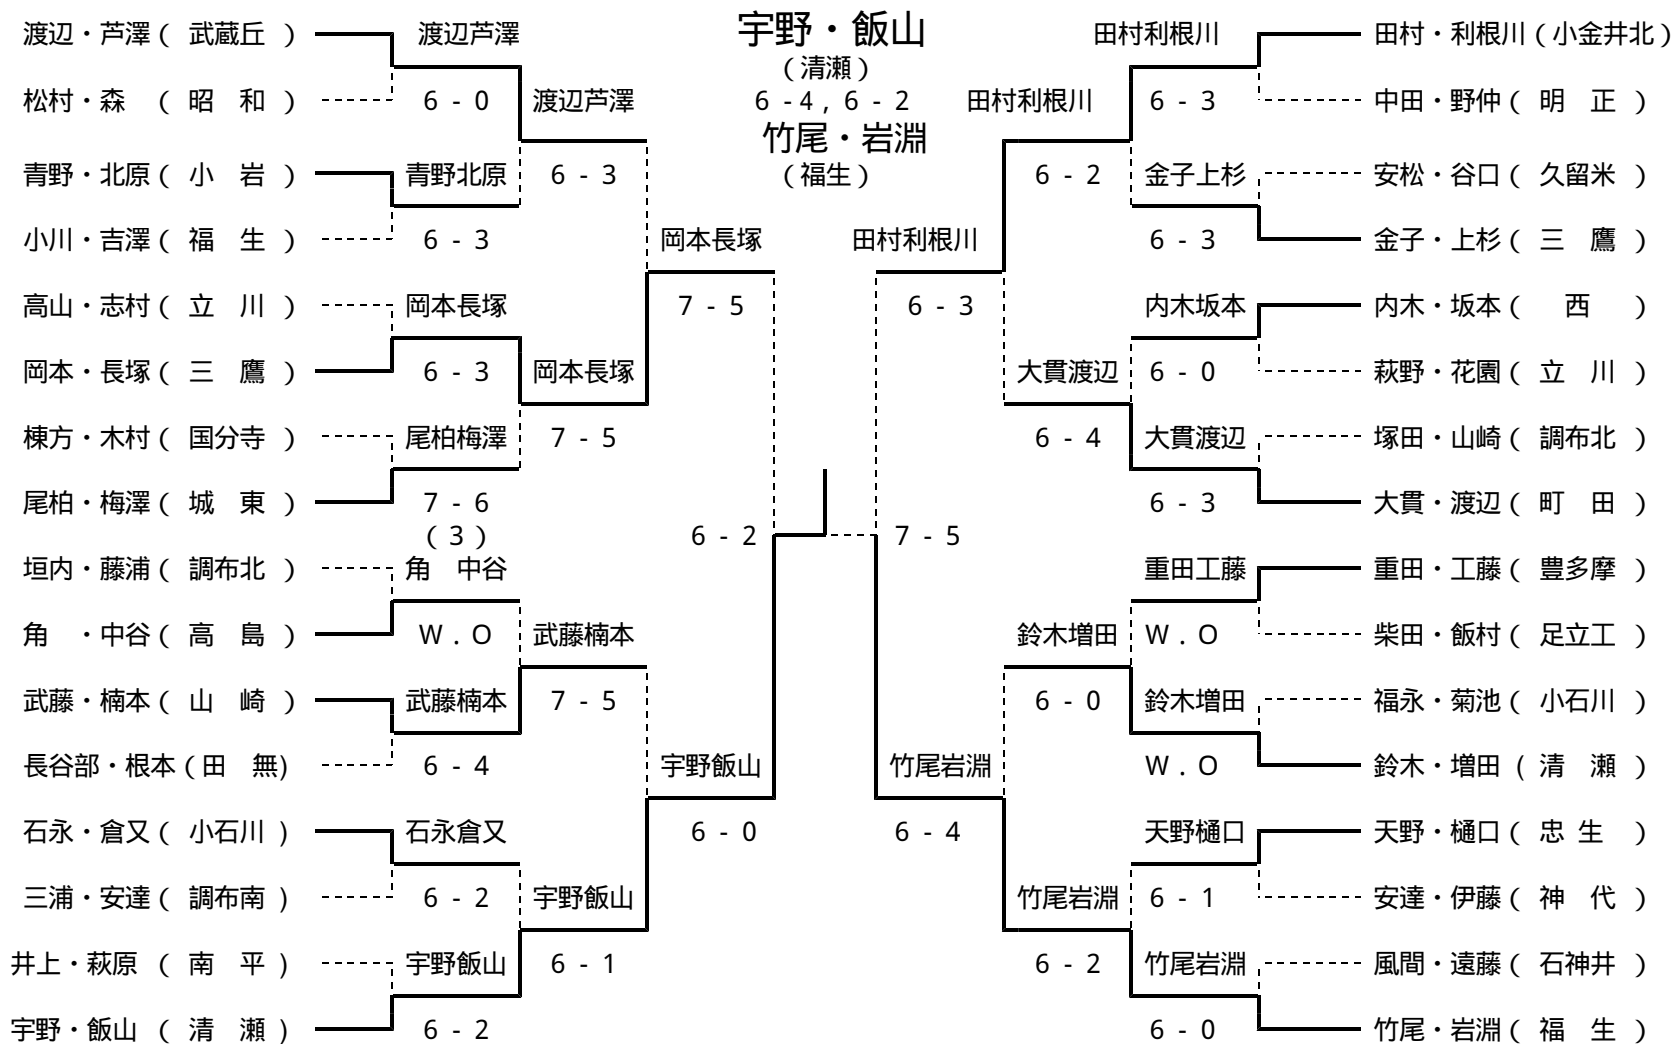 渡辺・芦澤 ( 武蔵丘 ) 渡辺芦澤 宇野・飯山 田村利根川 田村・利根川 ( 小金井北 )
(清瀬)
松村・森 ( 昭 和 ) 6 - 0 渡辺芦澤 6 - 4 , 6 - 2 田村利根川 6 - 3 中田・野仲 ( 明 正 )
竹尾・岩淵
青野・北原 ( 小 岩 ) 青野北原 6 - 3 (福生) 6 - 2 金子上杉 安松・谷口 ( 久留米 )
小川・吉澤 ( 福 生 ) 6 - 3 岡本長塚 田村利根川 6 - 3 金子・上杉 ( 三 鷹 )
高山・志村 ( 立 川 ) 岡本長塚 7 - 5 6 - 3 内木坂本 内木・坂本 ( 西 )
岡本・長塚 ( 三 鷹 ) 6 - 3 岡本長塚 大貫渡辺 6 - 0 萩野・花園 ( 立 川 )
棟方・木村 ( 国分寺 ) 尾柏梅澤 7 - 5 6 - 4 大貫渡辺 塚田・山崎 ( 調布北 )
尾柏・梅澤 ( 城 東 ) 7 - 6 6 - 3 大貫・渡辺 ( 町 田 )
( 3 ) 6 - 2 7 - 5
垣内・藤浦 ( 調布北 ) 角 中谷 重田工藤 重田・工藤 ( 豊多摩 )
角 ・中谷 ( 高 島 ) W . O 武藤楠本 鈴木増田 W . O 柴田・飯村 ( 足立工 )
武藤・楠本 ( 山 崎 ) 武藤楠本 7 - 5 6 - 0 鈴木増田 福永・菊池 ( 小石川 )
長谷部・根本 ( 田 無 ) 6 - 4 宇野飯山 竹尾岩淵 W . O 鈴木・増田 ( 清 瀬 )
石永・倉又 ( 小石川 ) 石永倉又 6 - 0 6 - 4 天野樋口 天野・樋口 ( 忠 生 )
三浦・安達 ( 調布南 ) 6 - 2 宇野飯山 竹尾岩淵 6 - 1 安達・伊藤 ( 神 代 )
井上・萩原 ( 南 平 ) 宇野飯山 6 - 1 6 - 2 竹尾岩淵 風間・遠藤 ( 石神井 )
宇野・飯山 ( 清 瀬 ) 6 - 2 6 - 0 竹尾・岩淵 ( 福 生 )